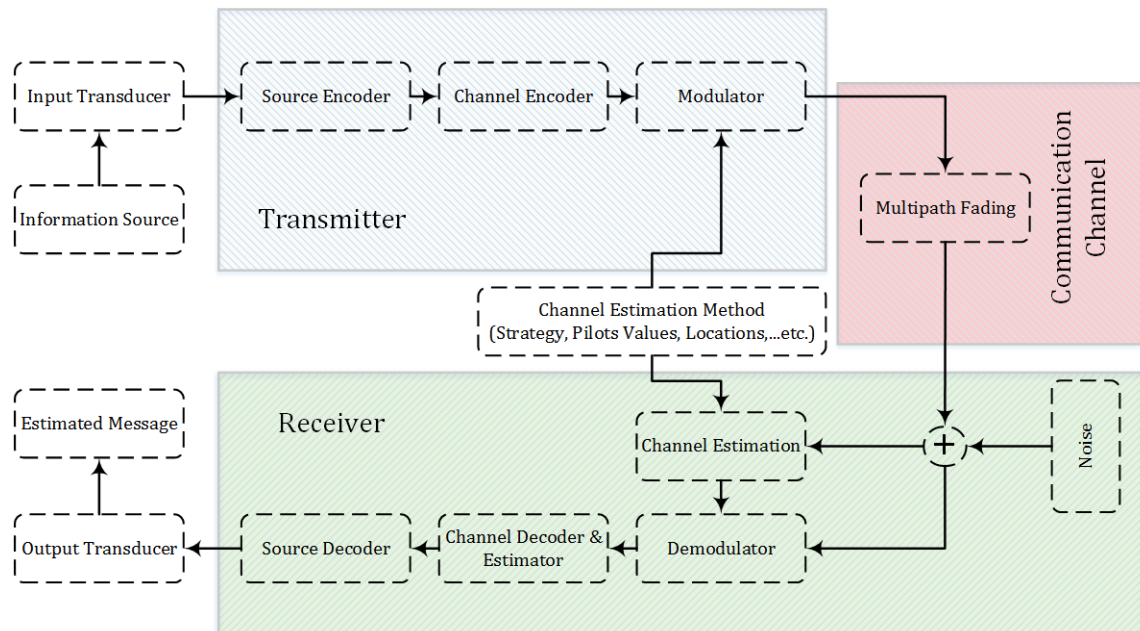 Input Transducer
Source Encoder
Channel Encoder
Modulator
Information Source
Transmitter
Multipath Fading
Communication
Channel
Channel Estimation Method
(Strategy, Pilots Values, Locations,...etc.)
Estimated Message
Receiver
Channel Estimation
+
Noise
Output Transducer
Source Decoder
Channel Decoder &
Estimator
Demodulator